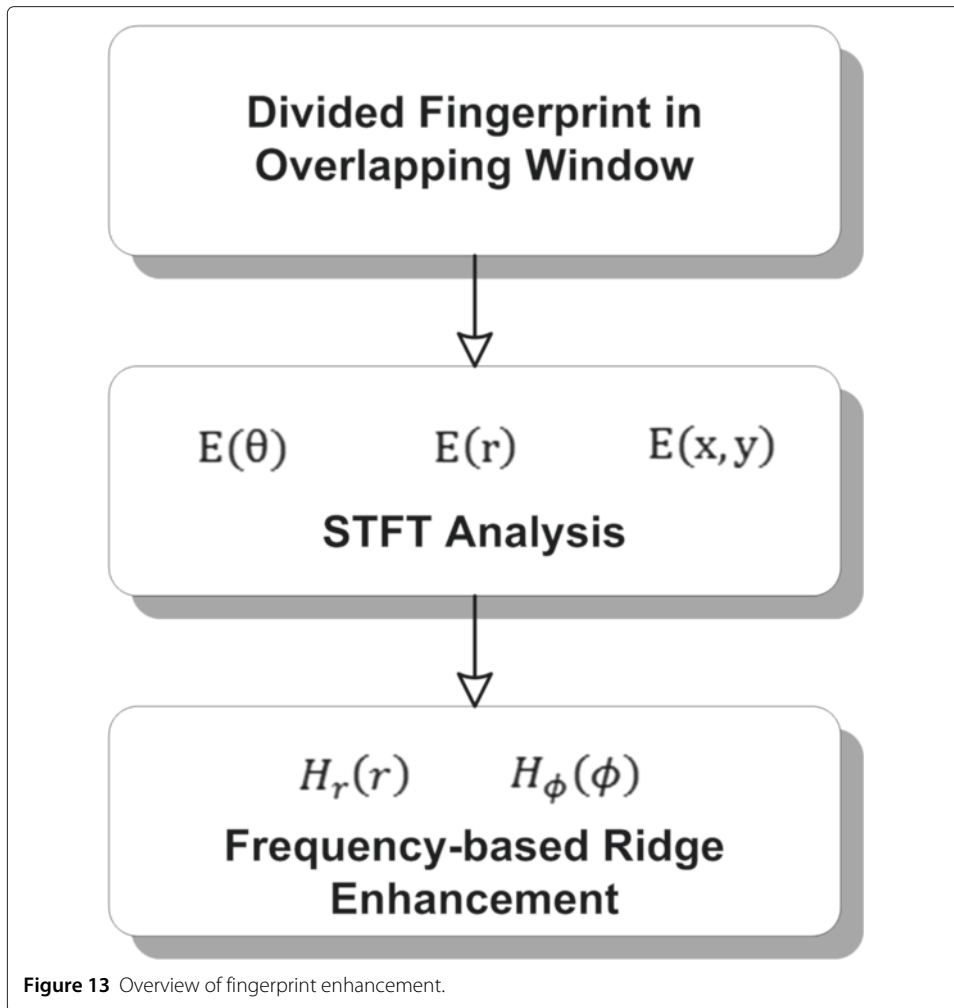 Divided Fingerprint in
Overlapping Window
E(θ) E(r) E(x,y)
STFT Analysis
H_r(r) H_ϕ(ϕ)
Frequency-based Ridge
Enhancement
Figure 13 Overview of fingerprint enhancement.